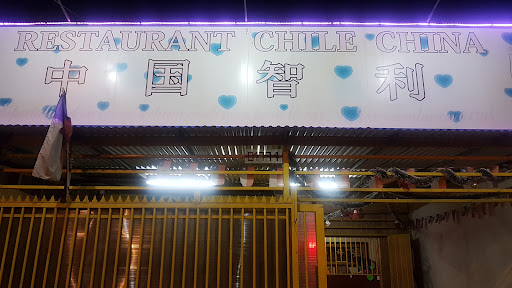 RESTAURANT CHILE CHINA
中国智利